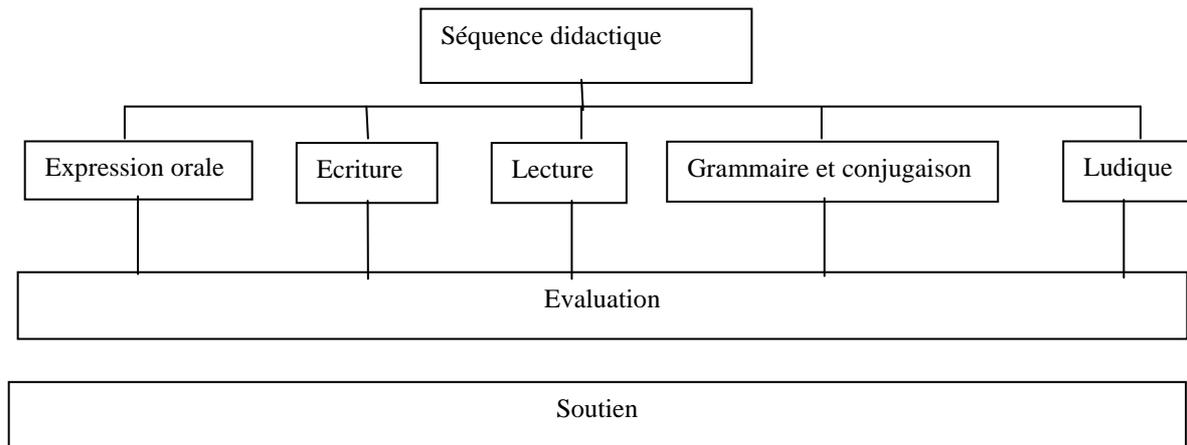 Séquence didactique
Expression orale
Ecriture
Lecture
Grammaire et conjugaison
Ludique
Evaluation
Soutien